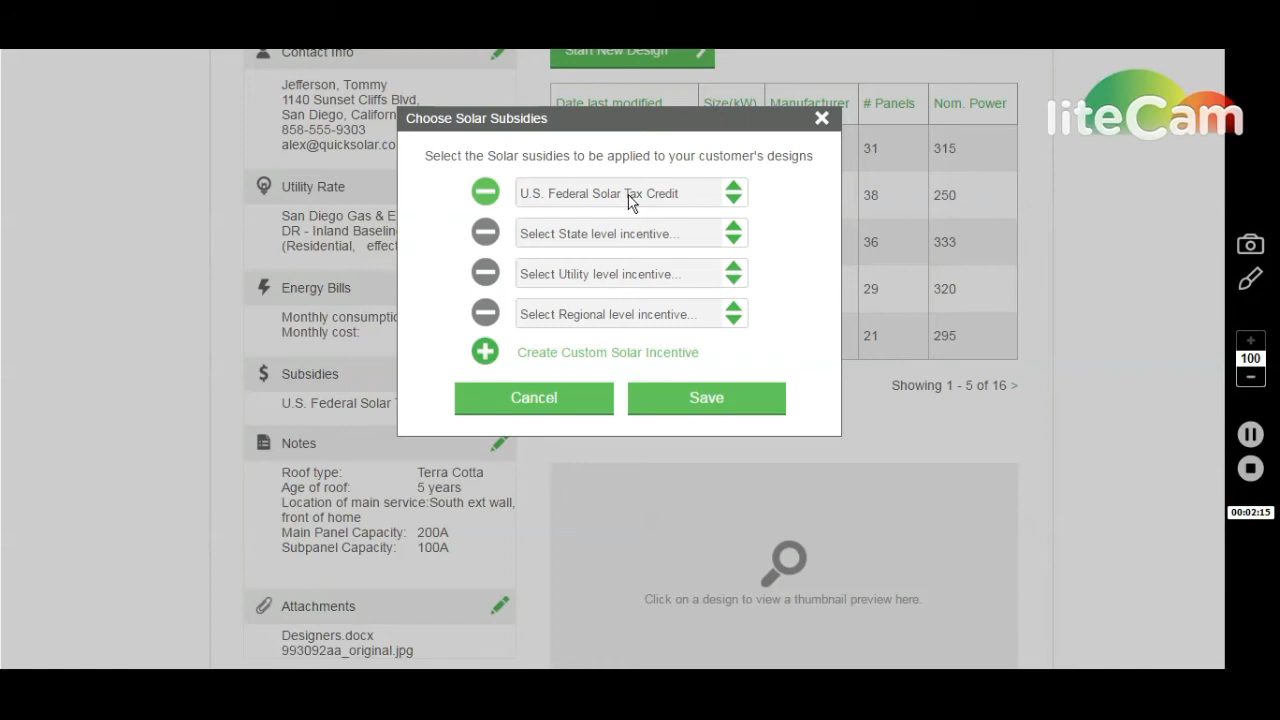 Contact Info
Jefferson, Tommy
1140 Sunset Cliffs Blvd,
San Diego, Californ
858-555-9303
alex@quicksolar.co
Utility Rate
San Diego Gas & E
DR - Inland Baselin
(Residential, effect
Energy Bills
Monthly consumptio
Monthly cost:
Subsidies
U.S. Federal Solar
Notes
Roof type: Terra Cotta
Age of roof: 5 years
Location of main service:South ext wall,
front of home
Main Panel Capacity: 200A
Subpanel Capacity: 100A
Attachments
Designers.docx
993092aa_original.jpg
Start New Design
Date last modified Size(kW) Manufacturer # Panels Nom. Power
31 315
38 250
36 333
29 320
21 295
Showing 1 - 5 of 16 >
Choose Solar Subsidies
Select the Solar susidies to be applied to your customer's designs
U.S. Federal Solar Tax Credit
Select State level incentive...
Select Utility level incentive...
Select Regional level incentive...
Create Custom Solar Incentive
Cancel Save
Click on a design to view a thumbnail preview here.
liteCam
100
00:02:15